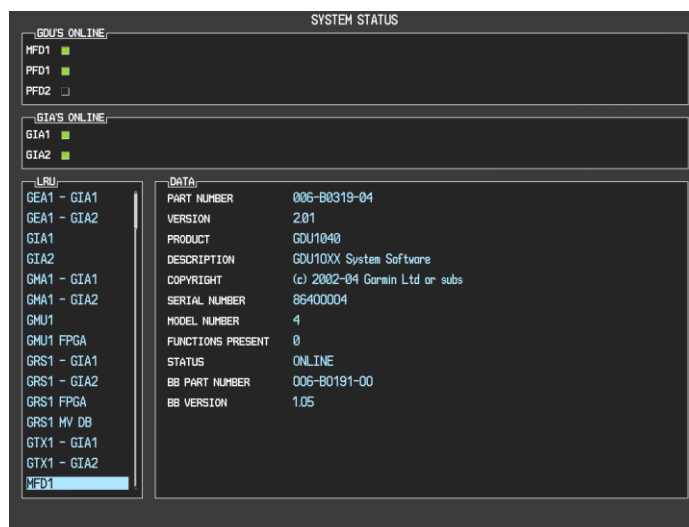 SYSTEM STATUS
GDU'S ONLINE
MFD1
PFD1
PFD2
GIA'S ONLINE
GIA1
GIA2
LRU
GEA1 - GIA1
GEA1 - GIA2
GIA1
GIA2
GMA1 - GIA1
GMA1 - GIA2
GMU1
GMU1 FPGA
GRS1 - GIA1
GRS1 - GIA2
GRS1 FPGA
GRS1 MV DB
GTX1 - GIA1
GTX1 - GIA2
MFD1
DATA
PART NUMBER 006-B0319-04
VERSION 2.01
PRODUCT GDU1040
DESCRIPTION GDU10XX System Software
COPYRIGHT (c) 2002-04 Garmin Ltd or subs
SERIAL NUMBER 86400004
MODEL NUMBER 4
FUNCTIONS PRESENT 0
STATUS ONLINE
BB PART NUMBER 006-B0191-00
BB VERSION 1.05